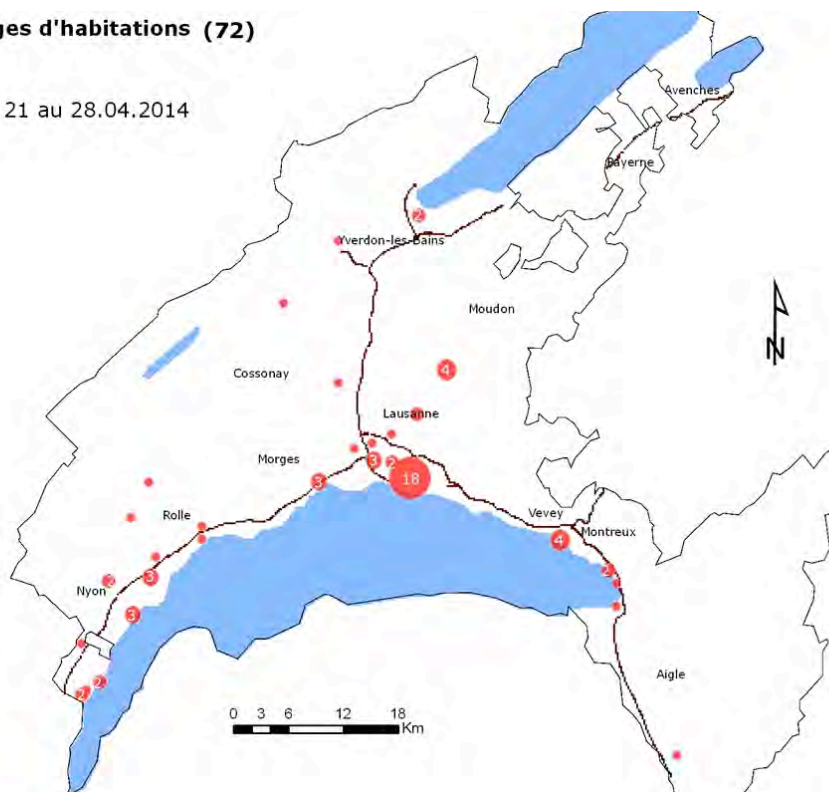 ges d'habitations (72)
21 au 28.04.2014
Avenches
Payerne
2
Yverdon-les-Bains
Moudon
N
4
Cossonay
Lausanne
Morges
3
2
18
3
Rolle
Vevey
4
Montreux
2
3
2
Nyon
3
2
2
Aigle
0 3 6 12 18
Km